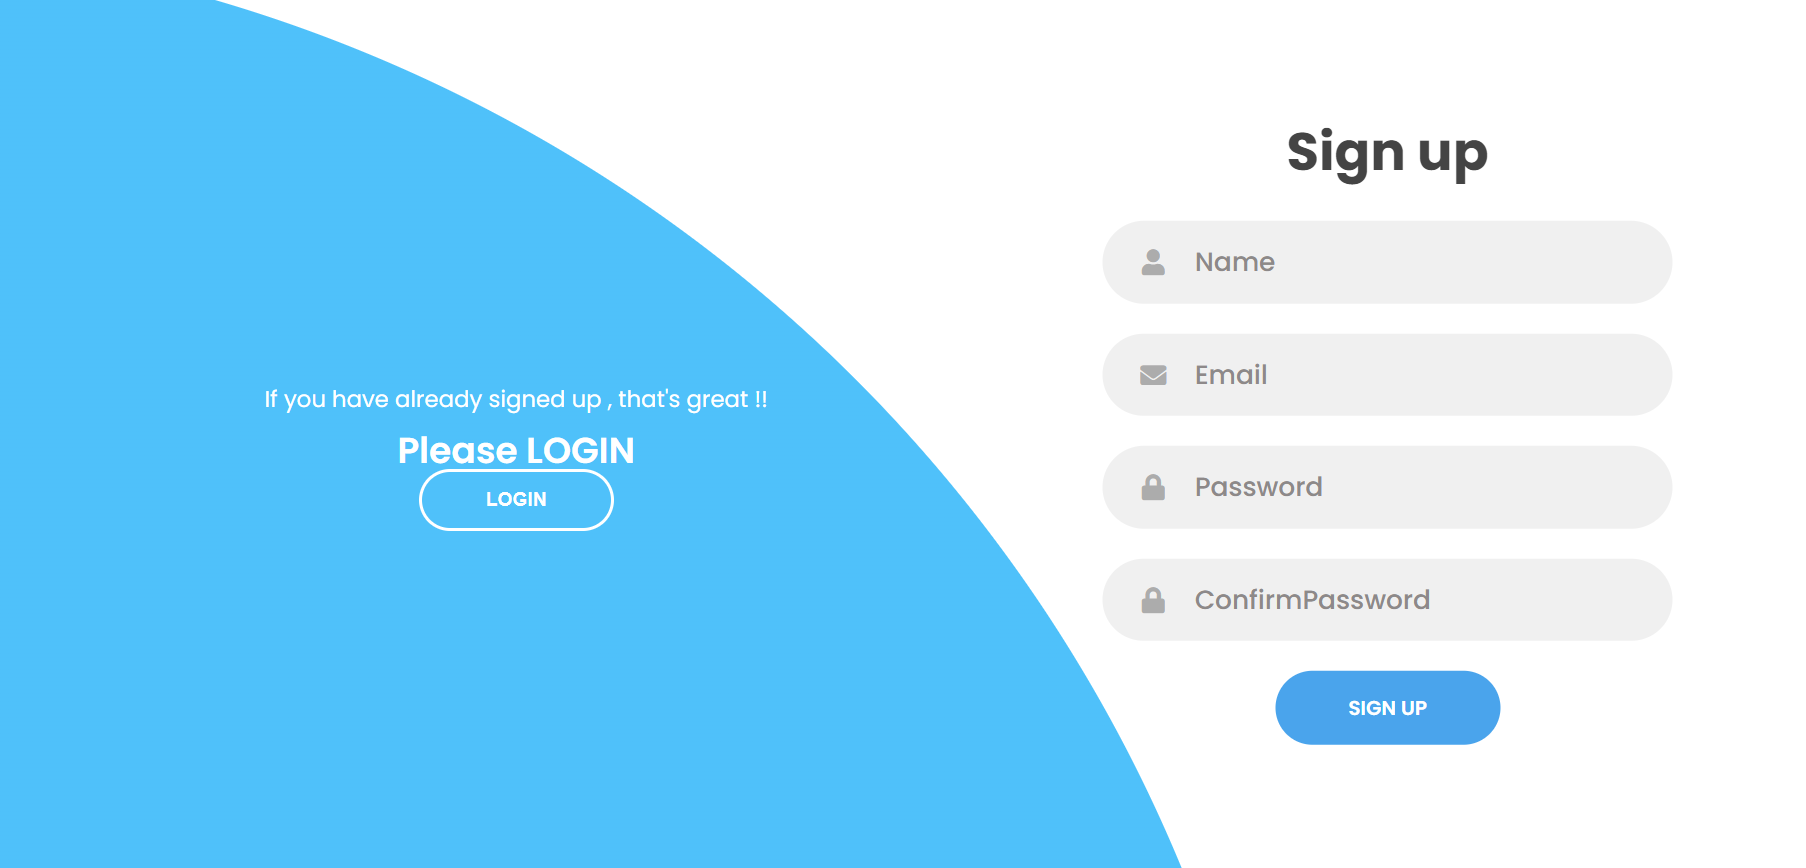 If you have already signed up , that's great !!
Please LOGIN
LOGIN
Sign up
Name
Email
Password
ConfirmPassword
SIGN UP